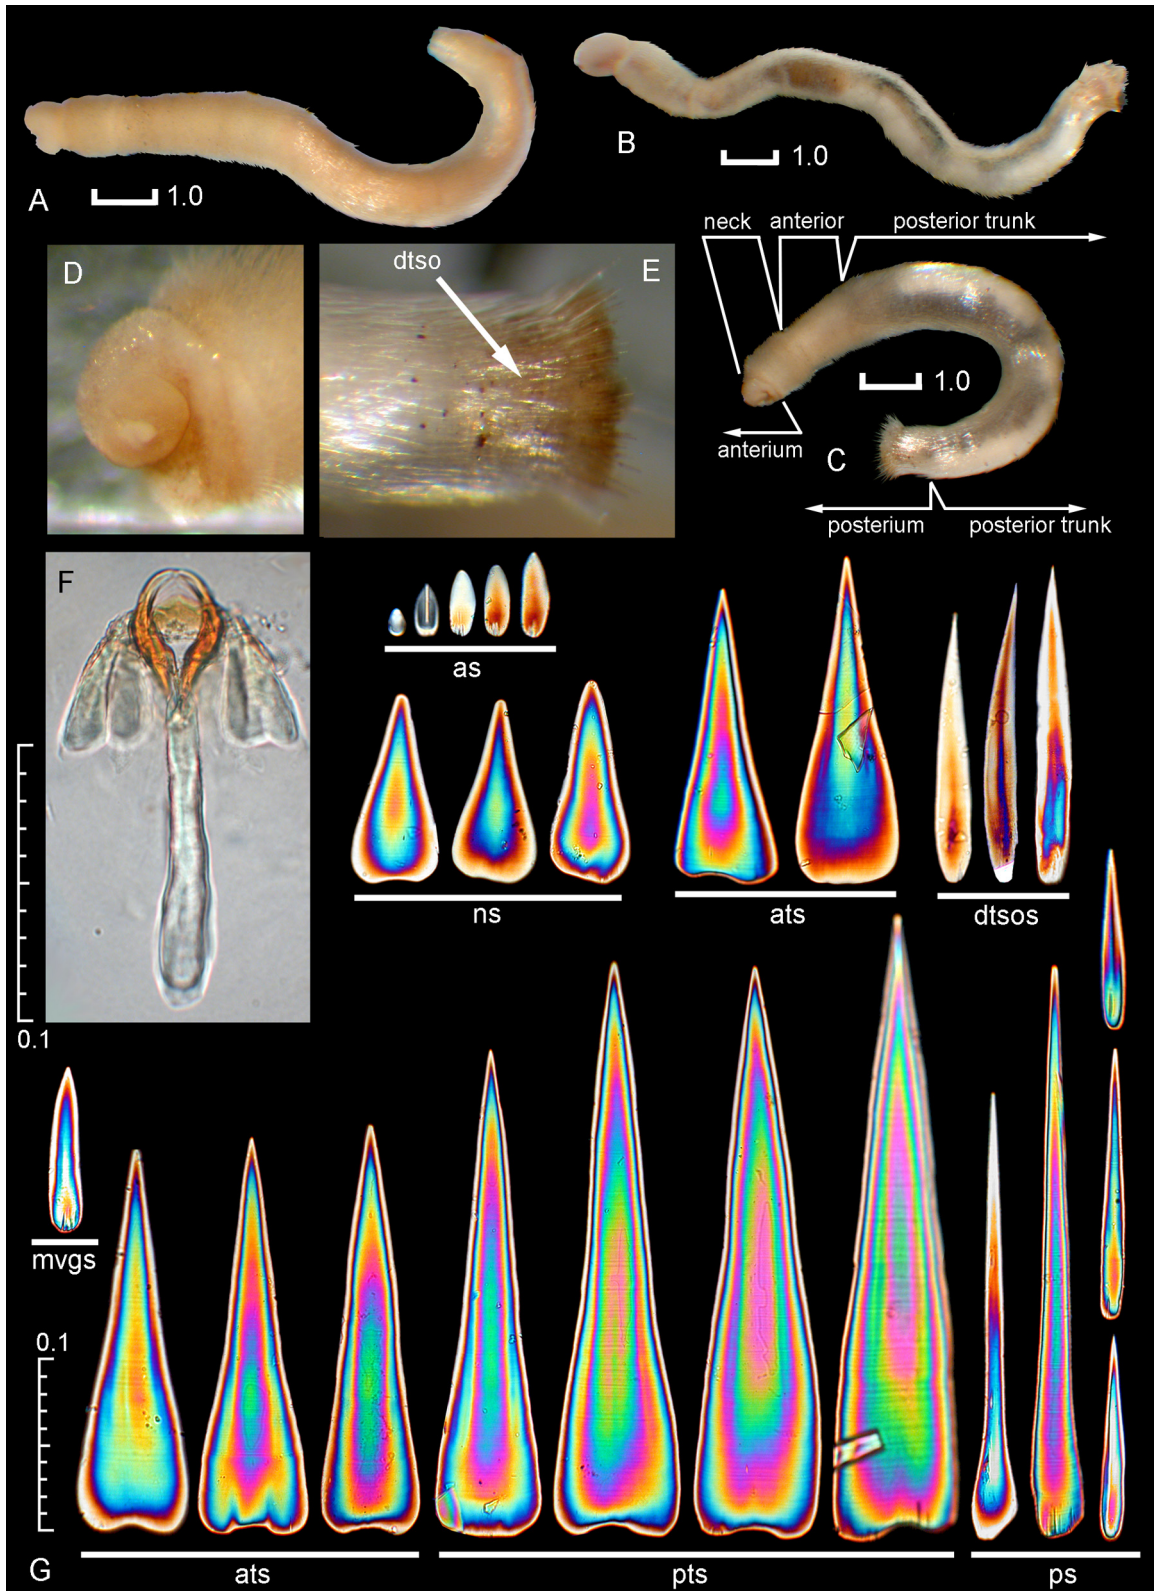 A
1.0
B
1.0
neck
anterior
posterior trunk
D
dtso
E
1.0
anterium
C
posterium
posterior trunk
F
as
ns
ats
dtsos
0.1
mvgs
0.1
G
ats
pts
ps